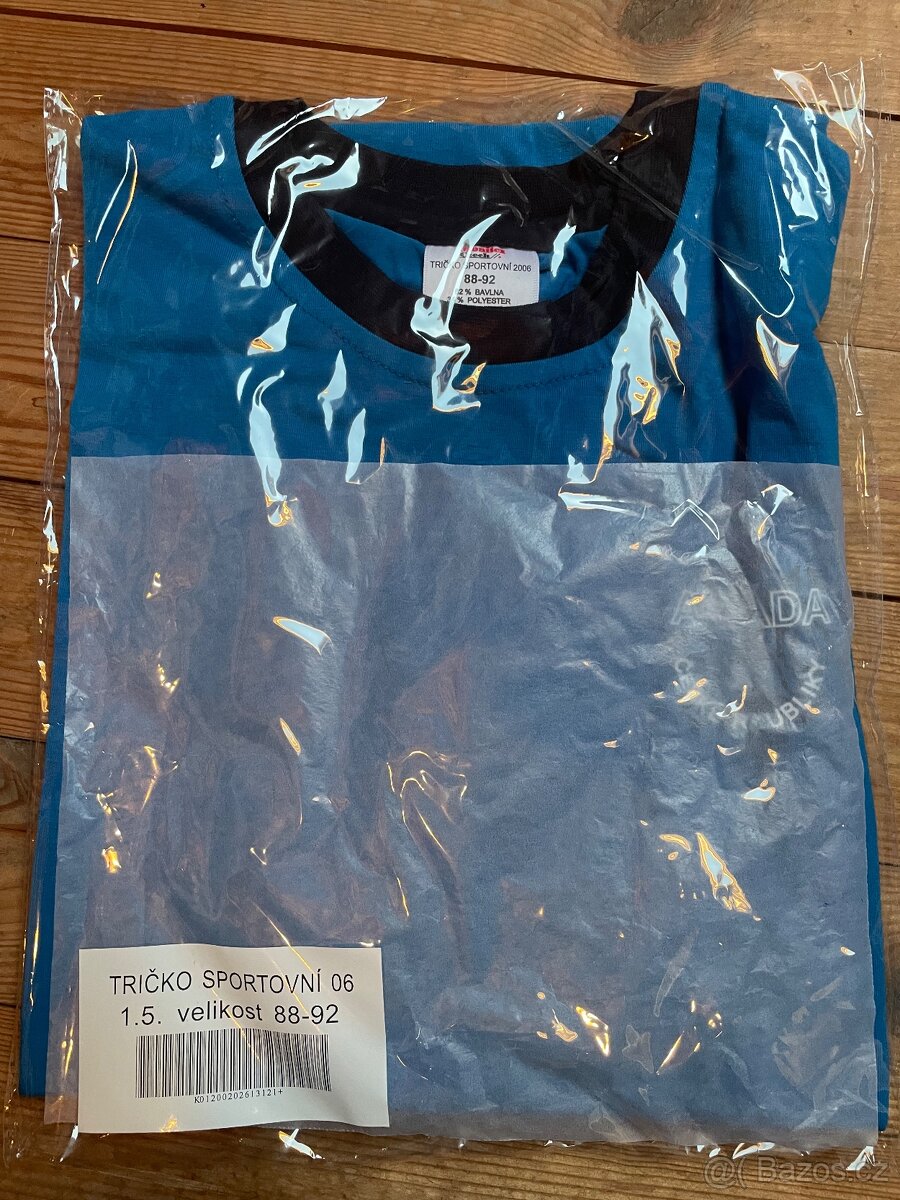 TRIČKO SPORTOVNÍ 2006
88-92
% BAVLNA
% POLYESTER
TRIČKO SPORTOVNÍ 06
1.5. velikost 88-92
K01200202613121+
Bazos.cz